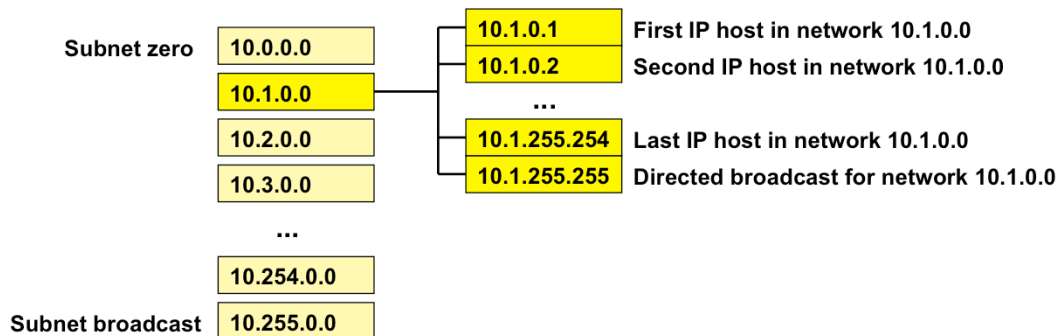 Subnet zero
10.0.0.0
10.1.0.0
10.2.0.0
10.3.0.0
...
10.254.0.0
Subnet broadcast
10.255.0.0
10.1.0.1
First IP host in network 10.1.0.0
10.1.0.2
Second IP host in network 10.1.0.0
...
10.1.255.254
Last IP host in network 10.1.0.0
10.1.255.255
Directed broadcast for network 10.1.0.0